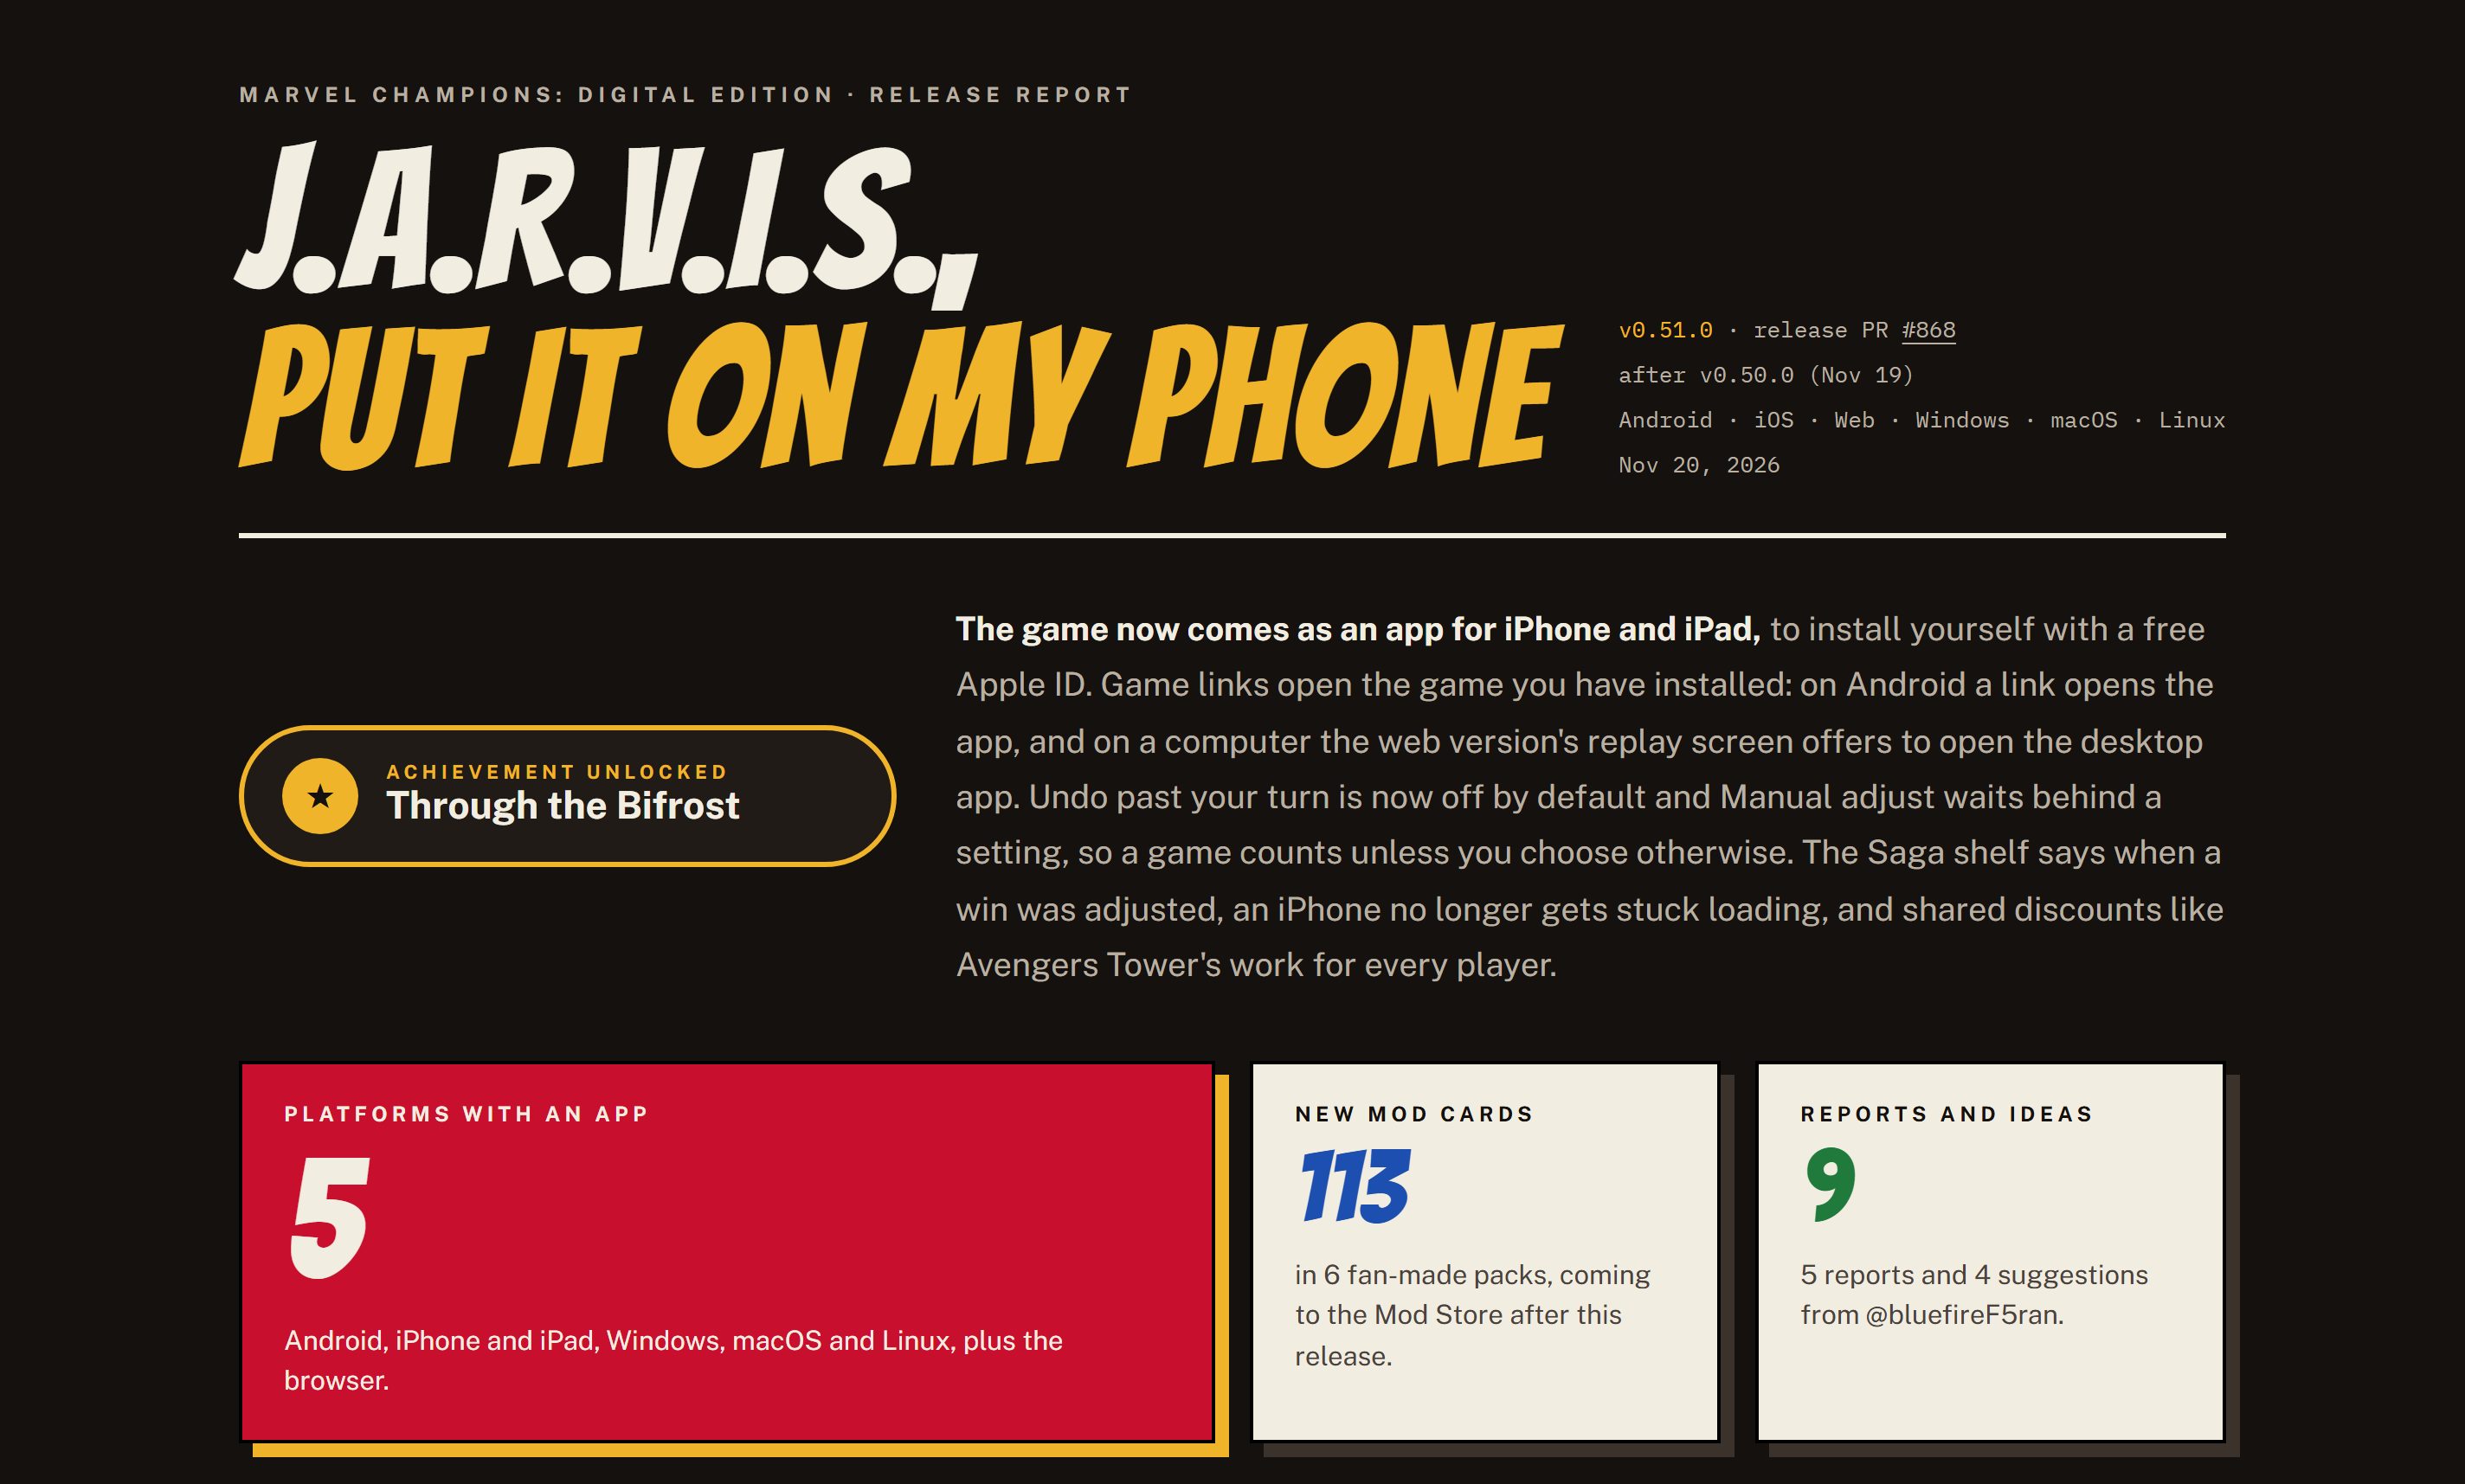 MARVEL CHAMPIONS: DIGITAL EDITION · RELEASE REPORT
J.A.R.V.I.S.,
PUT IT ON MY PHONE
v0.51.0 · release PR #868
after v0.50.0 (Nov 19)
Android · iOS · Web · Windows · macOS · Linux
Nov 20, 2026
★
ACHIEVEMENT UNLOCKED
Through the Bifrost
The game now comes as an app for iPhone and iPad, to install yourself with a free
Apple ID. Game links open the game you have installed: on Android a link opens the
app, and on a computer the web version's replay screen offers to open the desktop
app. Undo past your turn is now off by default and Manual adjust waits behind a
setting, so a game counts unless you choose otherwise. The Saga shelf says when a
win was adjusted, an iPhone no longer gets stuck loading, and shared discounts like
Avengers Tower's work for every player.
PLATFORMS WITH AN APP
5
Android, iPhone and iPad, Windows, macOS and Linux, plus the
browser.
NEW MOD CARDS
113
in 6 fan-made packs, coming
to the Mod Store after this
release.
REPORTS AND IDEAS
9
5 reports and 4 suggestions
from @bluefireF5ran.